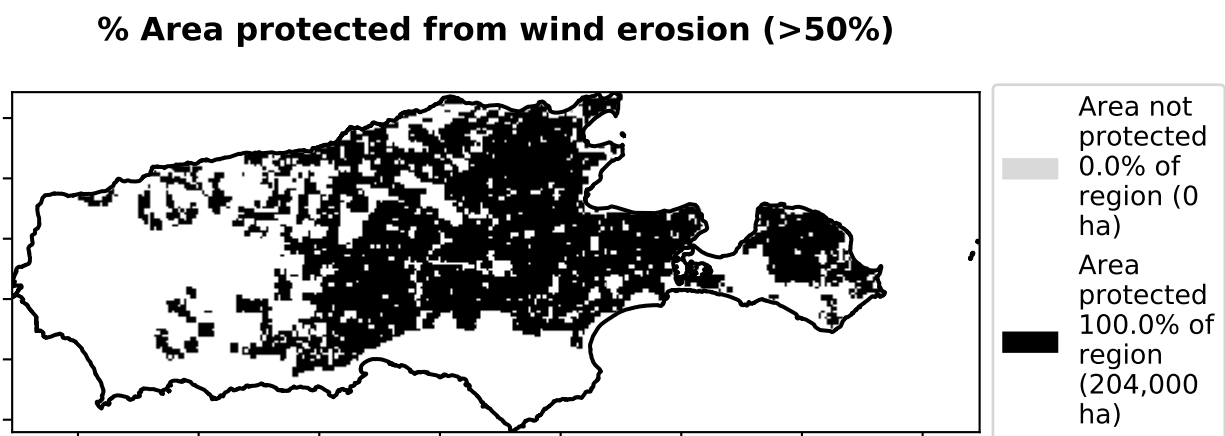 % Area protected from wind erosion (>50%)
Area not
protected
0.0% of
region (0
ha)
Area
protected
100.0% of
region
(204,000
ha)